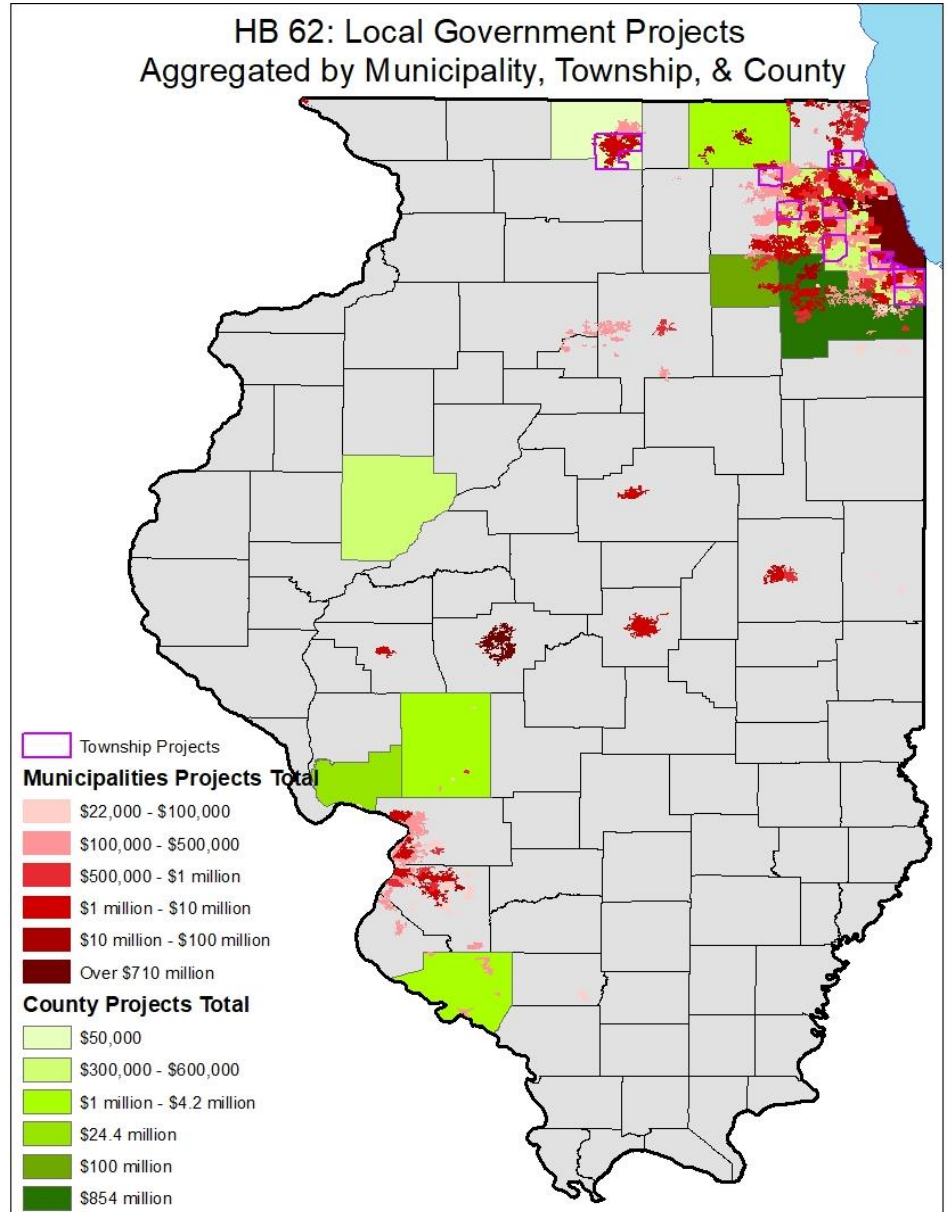 HB 62: Local Government Projects
Aggregated by Municipality, Township, & County
Township Projects
Municipalities Projects Total
$22,000 - $100,000
$100,000 - $500,000
$500,000 - $1 million
$1 million - $10 million
$10 million - $100 million
Over $710 million
County Projects Total
$50,000
$300,000 - $600,000
$1 million - $4.2 million
$24.4 million
$100 million
$854 million